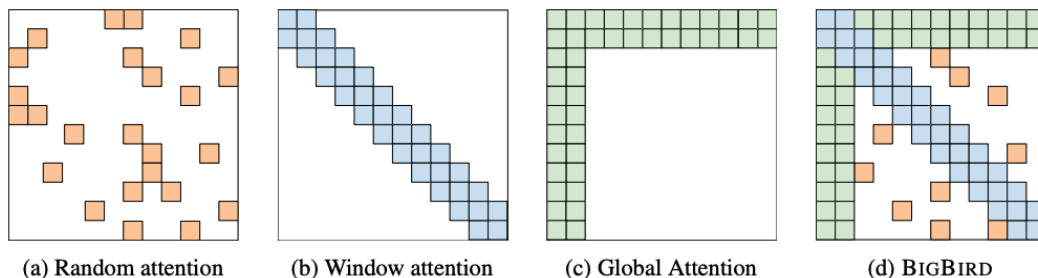 (a) Random attention
(b) Window attention
(c) Global Attention
(d) BIGBIRD